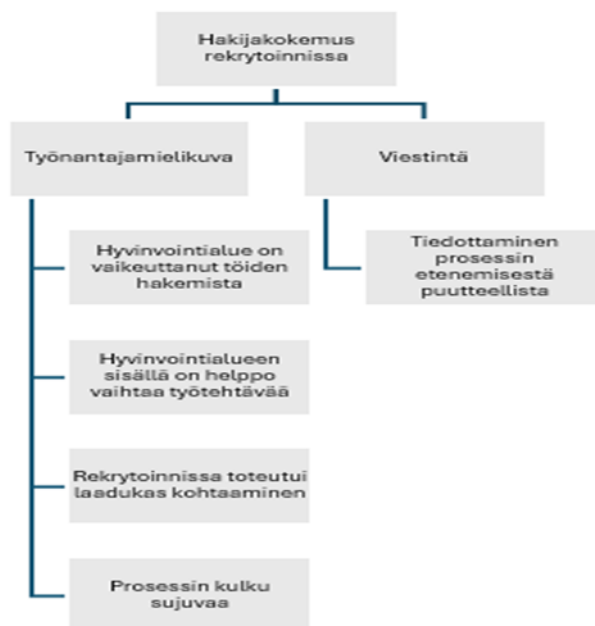 Hakijakokemus
rekrytoinnissa
Työnantajamielikuva
Viestintä
Hyvinvointialue on
vaikeuttanut töiden
hakemista
Tiedottaminen
prosessin
etenemisestä
puutteellista
Hyvinvointialueen
sisällä on helppo
vaihtaa työtehtävää
Rekrytoinnissa toteutui
laadukas kohtaaminen
Prosessin kulku
sujuvaa